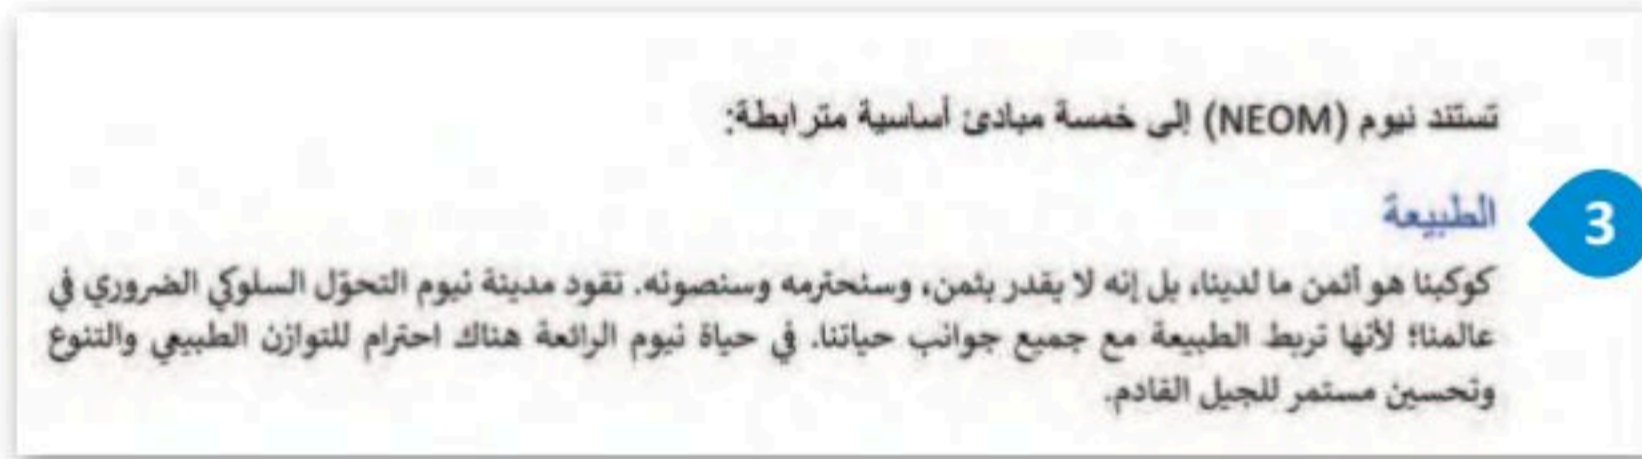 تستند نيوم (NEOM) إلى خمسة مبادئ أساسية مترابطة:
3
الطبيعة
كوكبنا هو أثمن ما لدينا، بل إنه لا يقدر بثمن، وسنحترمه وسنصونه. تقود مدينة نيوم التحوّل السلوكي الضروري في
عالمنا؛ لأنها تربط الطبيعة مع جميع جوانب حياتنا. في حياة نيوم الرائعة هناك احترام للتوازن الطبيعي والتنوع
وتحسين مستمر للجيل القادم.